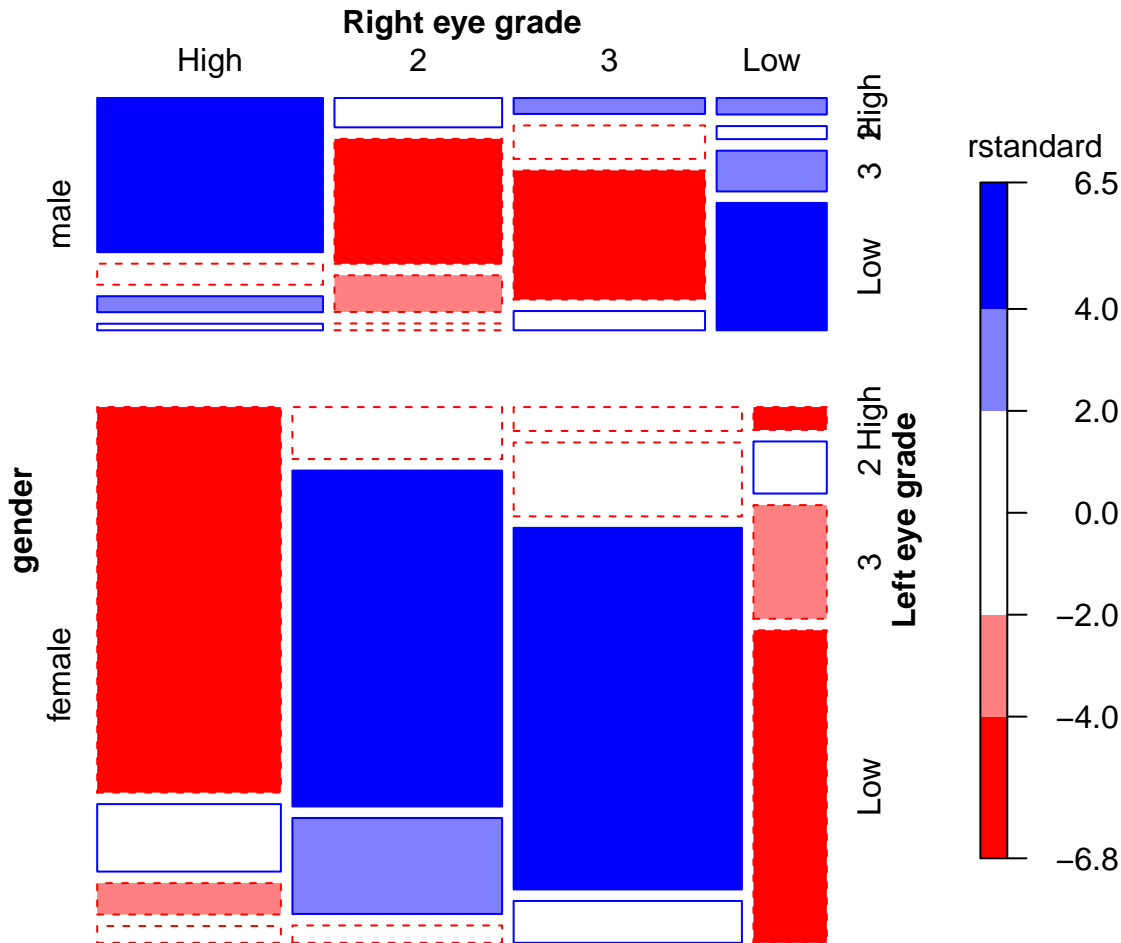 Right eye grade
High 2 3 Low
male
High
2
3
Low
gender
female
High
2
3
Low
Left eye grade
rstandard
6.5
4.0
2.0
0.0
−2.0
−4.0
−6.8